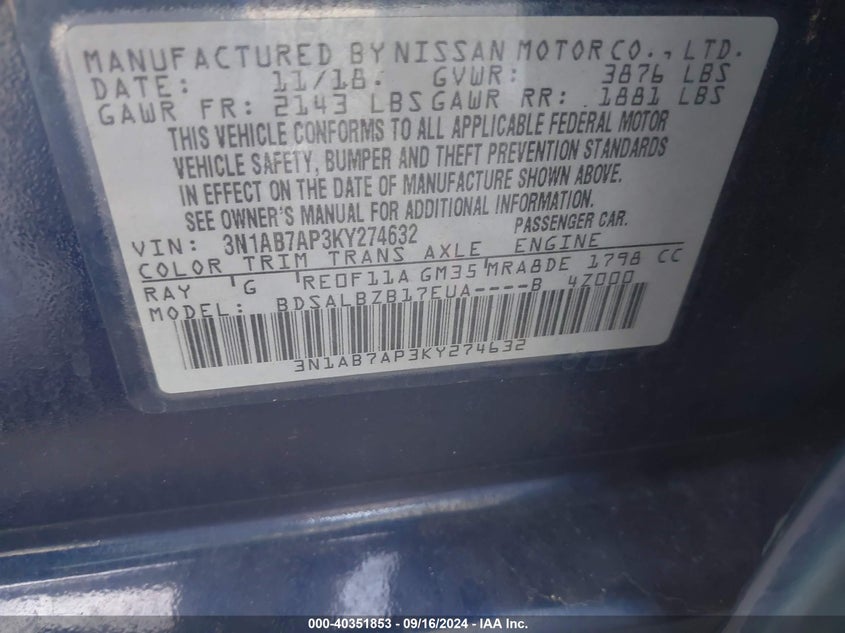 MANUFACTURED BY NISSAN MOTOR CO., LTD.
DATE: 11/18 GVWR: 3876 LBS
GAWR FR: 2143 LBS GAWR RR: 1881 LBS
THIS VEHICLE CONFORMS TO ALL APPLICABLE FEDERAL MOTOR
VEHICLE SAFETY, BUMPER AND THEFT PREVENTION STANDARDS
IN EFFECT ON THE DATE OF MANUFACTURE SHOWN ABOVE.
SEE OWNER'S MANUAL FOR ADDITIONAL INFORMATION.
VIN: 3N1AB7AP3KY274632 PASSENGER CAR.
COLOR TRIM TRANS AXLE ENGINE
RAY G RE0F11A GM35 MRA8DE 1798 CC
MODEL: BDSALBZB17EUA----B 4Z000
3N1AB7AP3KY274632
000-40351853 / 09/16/2024 / IAA Inc.